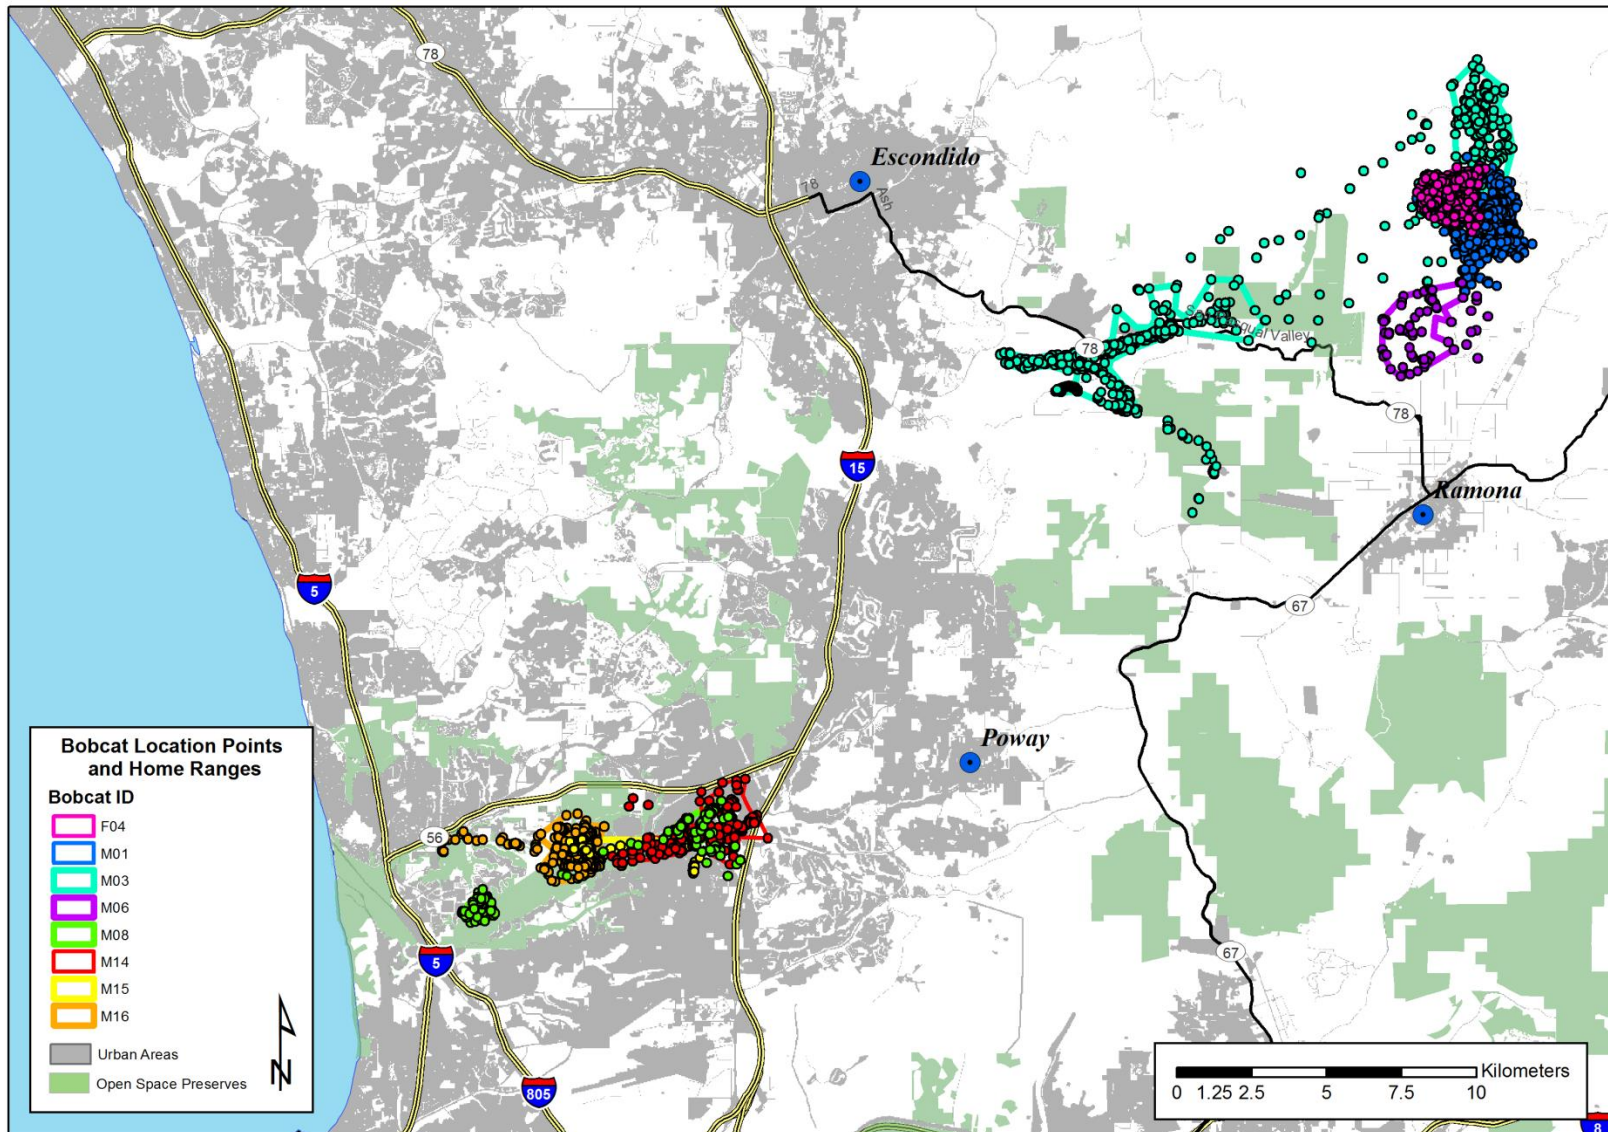 78
Escondido
78
Ash
78
San Pasqual Valley
15
78
Ramona
5
67
Poway
56
5
67
805
8
Bobcat Location Points
and Home Ranges
Bobcat ID
F04
M01
M03
M06
M08
M14
M15
M16
Urban Areas
Open Space Preserves
N
Kilometers
0 1.25 2.5 5 7.5 10